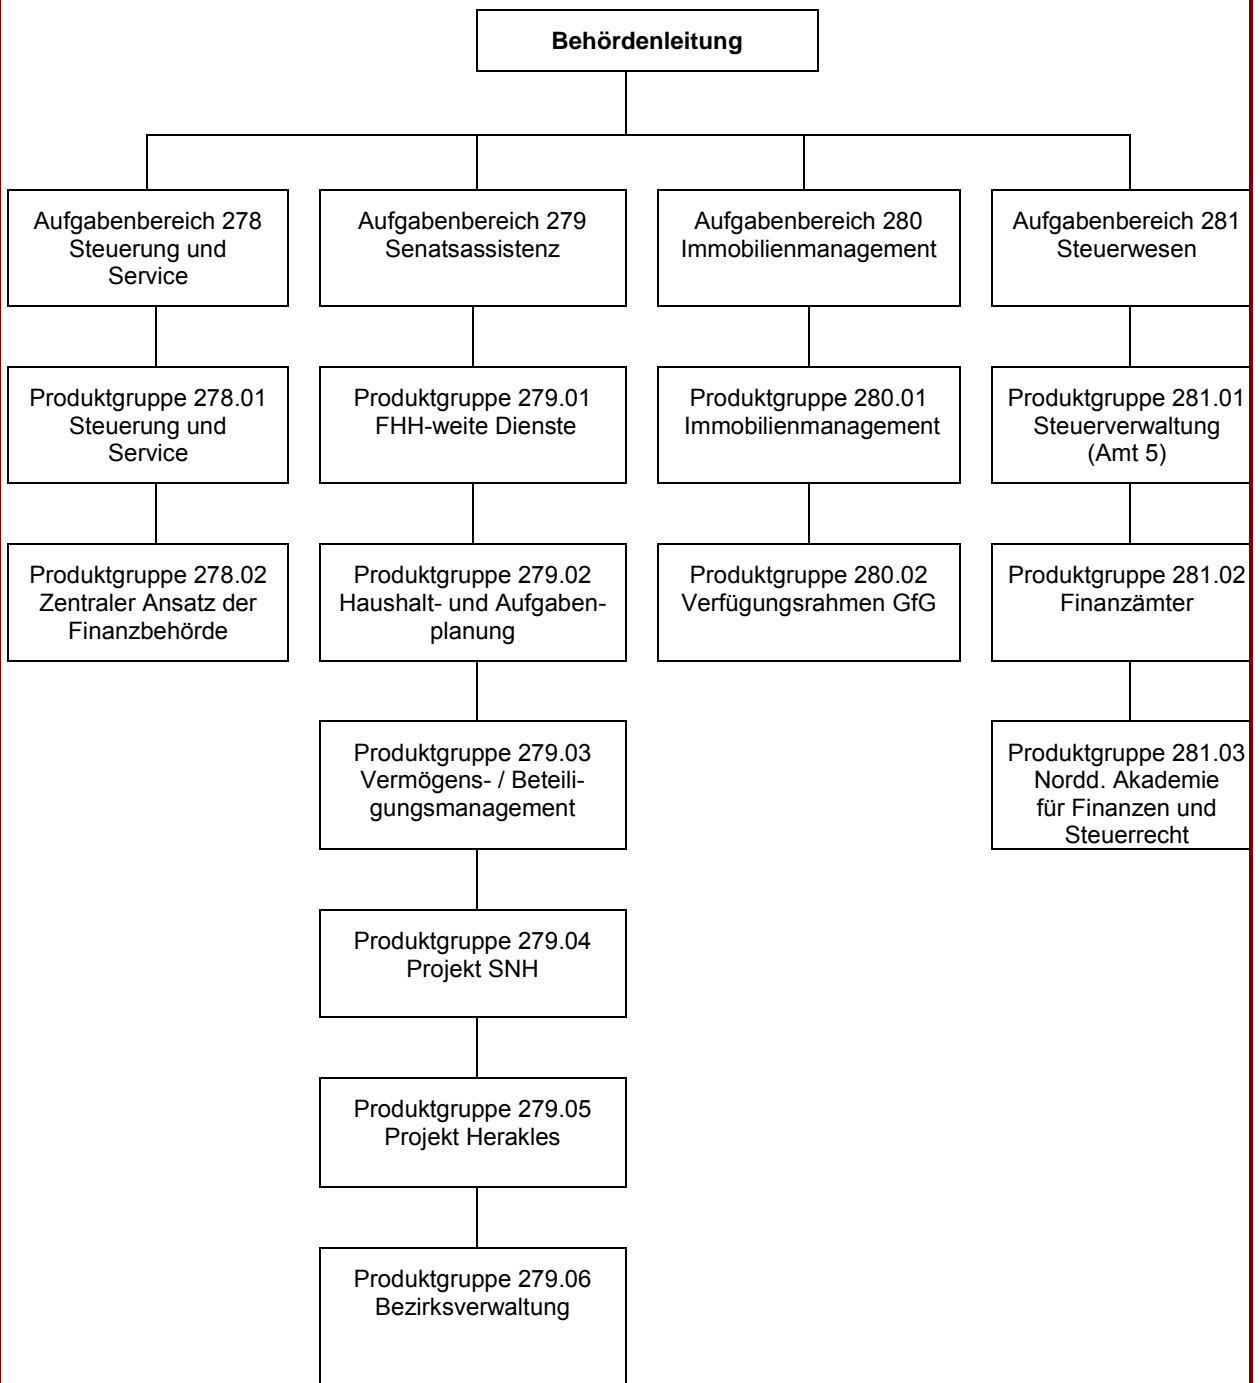 Behördenleitung
Aufgabenbereich 278
Steuerung und
Service
Aufgabenbereich 279
Senatsassistenz
Aufgabenbereich 280
Immobilienmanagement
Aufgabenbereich 281
Steuerwesen
Produktgruppe 278.01
Steuerung und
Service
Produktgruppe 279.01
FHH-weite Dienste
Produktgruppe 280.01
Immobilienmanagement
Produktgruppe 281.01
Steuerverwaltung
(Amt 5)
Produktgruppe 278.02
Zentraler Ansatz der
Finanzbehörde
Produktgruppe 279.02
Haushalt- und Aufgaben-
planung
Produktgruppe 280.02
Verfügungsrahmen GfG
Produktgruppe 281.02
Finanzämter
Produktgruppe 279.03
Vermögens- / Beteili-
gungsmanagement
Produktgruppe 281.03
Nordd. Akademie
für Finanzen und
Steuerrecht
Produktgruppe 279.04
Projekt SNH
Produktgruppe 279.05
Projekt Herakles
Produktgruppe 279.06
Bezirksverwaltung